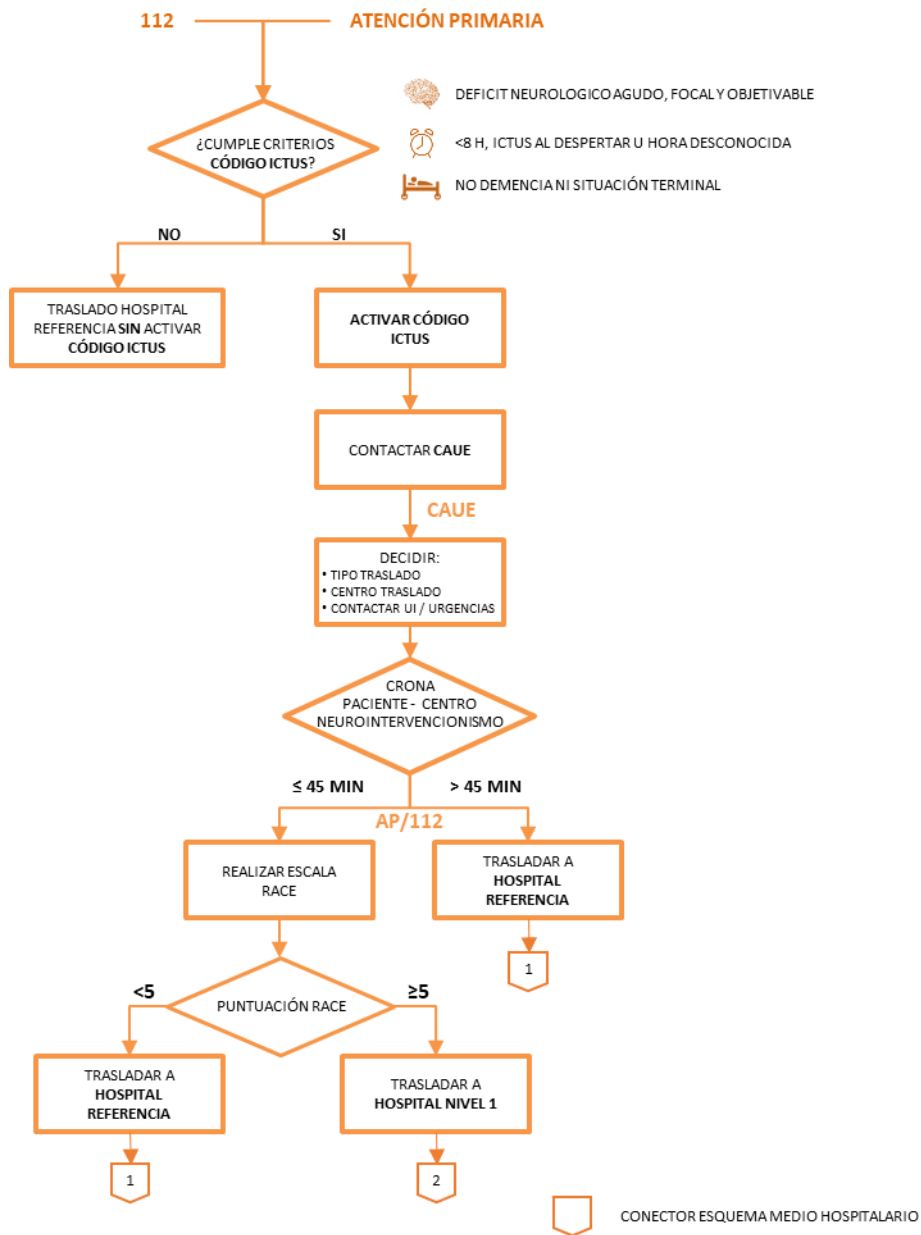 112
ATENCIÓN PRIMARIA
DEFICIT NEUROLOGICO AGUDO, FOCAL Y OBJETIVABLE
¿CUMPLE CRITERIOS
CÓDIGO ICTUS?
<8 H, ICTUS AL DESPERTAR U HORA DESCONOCIDA
NO DEMENCIA NI SITUACIÓN TERMINAL
NO
SI
TRASLADO HOSPITAL
REFERENCIA SIN ACTIVAR
CÓDIGO ICTUS
ACTIVAR CÓDIGO
ICTUS
CONTACTAR CAUE
CAUE
DECIDIR:
• TIPO TRASLADO
• CENTRO TRASLADO
• CONTACTAR UI / URGENCIAS
CRONA
PACIENTE - CENTRO
NEUROINTERVENCIONISMO
≤ 45 MIN
> 45 MIN
AP/112
REALIZAR ESCALA
RACE
TRASLADAR A
HOSPITAL
REFERENCIA
1
<5
PUNTUACIÓN RACE
≥5
TRASLADAR A
HOSPITAL
REFERENCIA
TRASLADAR A
HOSPITAL NIVEL 1
1
2
CONECTOR ESQUEMA MEDIO HOSPITALARIO